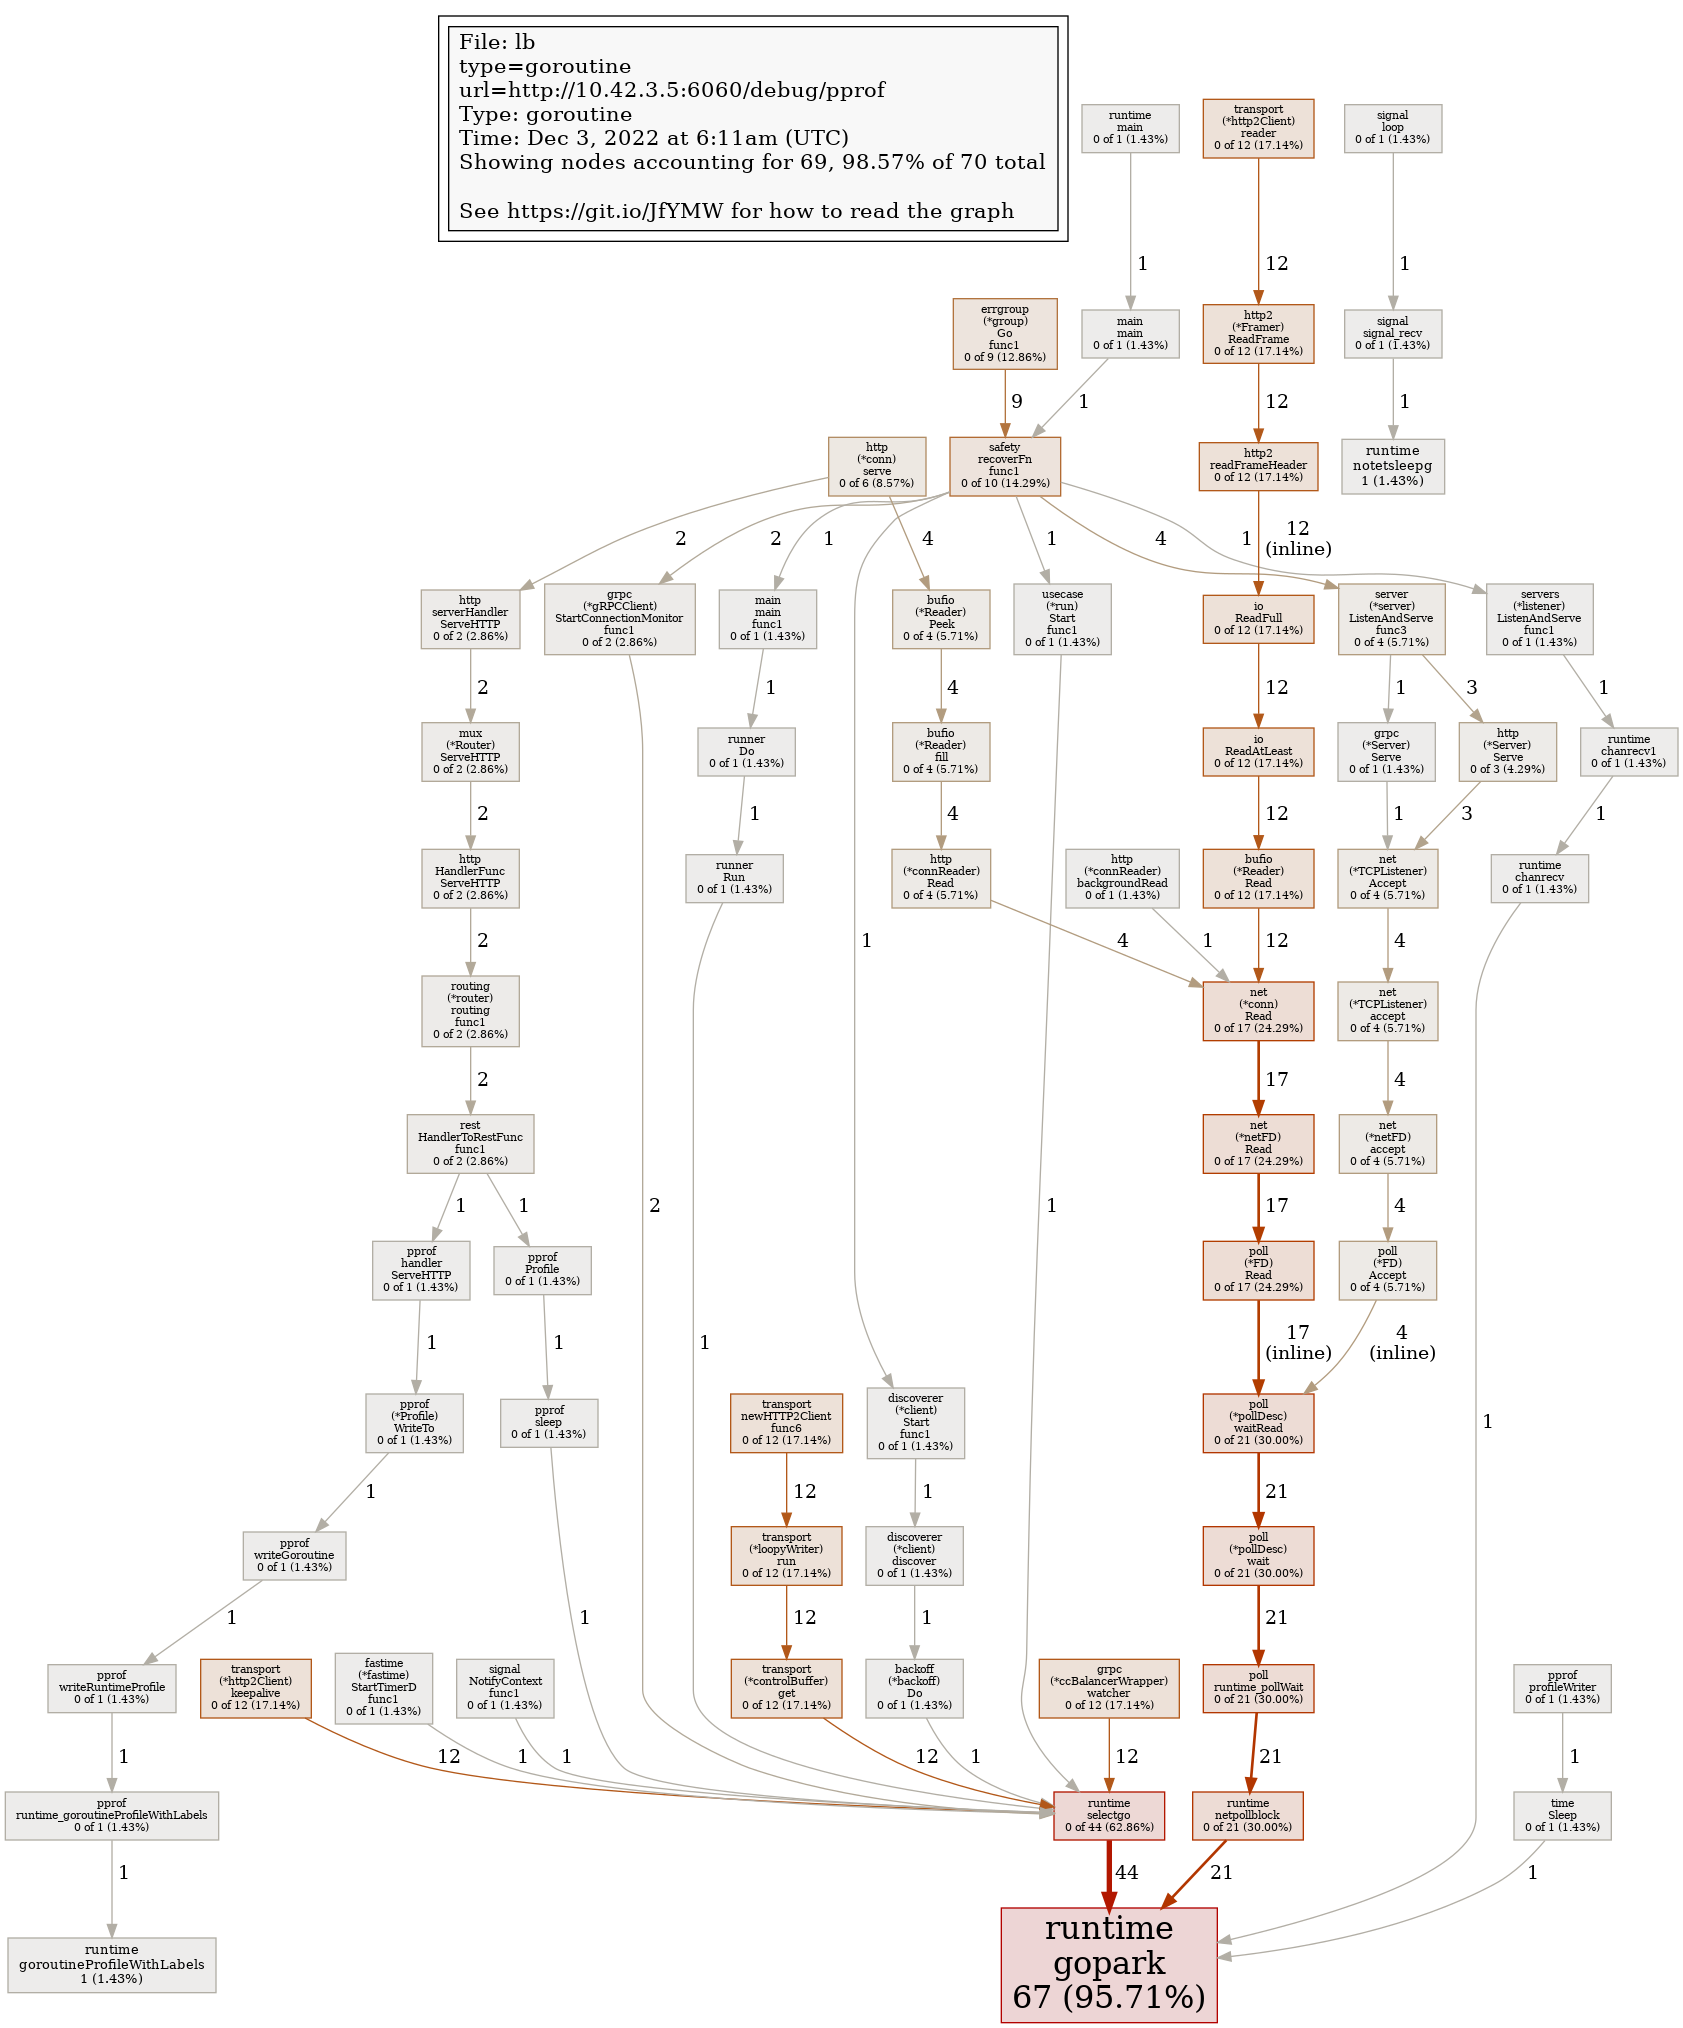 File: lb
type=goroutine
url=http://10.42.3.5:6060/debug/pprof
Type: goroutine
Time: Dec 3, 2022 at 6:11am (UTC)
Showing nodes accounting for 69, 98.57% of 70 total
See https://git.io/JfYMW for how to read the graph
runtime
main
0 of 1 (1.43%)
transport
(*http2Client)
reader
0 of 12 (17.14%)
signal
loop
0 of 1 (1.43%)
1
12
1
errgroup
(*group)
Go
func1
0 of 9 (12.86%)
main
main
0 of 1 (1.43%)
http2
(*Framer)
ReadFrame
0 of 12 (17.14%)
signal
signal_recv
0 of 1 (1.43%)
9
1
12
1
http
(*conn)
serve
0 of 6 (8.57%)
safety
recoverFn
func1
0 of 10 (14.29%)
http2
readFrameHeader
0 of 12 (17.14%)
runtime
notetsleepg
1 (1.43%)
2
2
1
4
1
4
1
12
(inline)
http
serverHandler
ServeHTTP
0 of 2 (2.86%)
grpc
(*gRPCClient)
StartConnectionMonitor
func1
0 of 2 (2.86%)
main
main
func1
0 of 1 (1.43%)
bufio
(*Reader)
Peek
0 of 4 (5.71%)
usecase
(*run)
Start
func1
0 of 1 (1.43%)
io
ReadFull
0 of 12 (17.14%)
server
(*server)
ListenAndServe
func3
0 of 4 (5.71%)
servers
(*listener)
ListenAndServe
func1
0 of 1 (1.43%)
2
1
4
12
1
3
1
mux
(*Router)
ServeHTTP
0 of 2 (2.86%)
runner
Do
0 of 1 (1.43%)
bufio
(*Reader)
fill
0 of 4 (5.71%)
io
ReadAtLeast
0 of 12 (17.14%)
grpc
(*Server)
Serve
0 of 1 (1.43%)
http
(*Server)
Serve
0 of 3 (4.29%)
runtime
chanrecv1
0 of 1 (1.43%)
2
1
4
12
1
3
1
http
HandlerFunc
ServeHTTP
0 of 2 (2.86%)
runner
Run
0 of 1 (1.43%)
http
(*connReader)
Read
0 of 4 (5.71%)
http
(*connReader)
backgroundRead
0 of 1 (1.43%)
bufio
(*Reader)
Read
0 of 12 (17.14%)
net
(*TCPListener)
Accept
0 of 4 (5.71%)
runtime
chanrecv
0 of 1 (1.43%)
2
1
4
1
12
4
routing
(*router)
routing
func1
0 of 2 (2.86%)
net
(*conn)
Read
0 of 17 (24.29%)
net
(*TCPListener)
accept
0 of 4 (5.71%)
2
17
4
rest
HandlerToRestFunc
func1
0 of 2 (2.86%)
net
(*netFD)
Read
0 of 17 (24.29%)
net
(*netFD)
accept
0 of 4 (5.71%)
1
1
2
1
17
4
pprof
handler
ServeHTTP
0 of 1 (1.43%)
pprof
Profile
0 of 1 (1.43%)
poll
(*FD)
Read
0 of 17 (24.29%)
poll
(*FD)
Accept
0 of 4 (5.71%)
1
1
1
17
(inline)
4
(inline)
pprof
(*Profile)
WriteTo
0 of 1 (1.43%)
pprof
sleep
0 of 1 (1.43%)
transport
newHTTP2Client
func6
0 of 12 (17.14%)
discoverer
(*client)
Start
func1
0 of 1 (1.43%)
poll
(*pollDesc)
waitRead
0 of 21 (30.00%)
1
1
12
1
21
pprof
writeGoroutine
0 of 1 (1.43%)
transport
(*loopyWriter)
run
0 of 12 (17.14%)
discoverer
(*client)
discover
0 of 1 (1.43%)
poll
(*pollDesc)
wait
0 of 21 (30.00%)
1
1
12
1
21
pprof
writeRuntimeProfile
0 of 1 (1.43%)
transport
(*http2Client)
keepalive
0 of 12 (17.14%)
fastime
(*fastime)
StartTimerD
func1
0 of 1 (1.43%)
signal
NotifyContext
func1
0 of 1 (1.43%)
transport
(*controlBuffer)
get
0 of 12 (17.14%)
backoff
(*backoff)
Do
0 of 1 (1.43%)
grpc
(*ccBalancerWrapper)
watcher
0 of 12 (17.14%)
poll
runtime_pollWait
0 of 21 (30.00%)
pprof
profileWriter
0 of 1 (1.43%)
1
12
1
1
12
1
12
21
1
pprof
runtime_goroutineProfileWithLabels
0 of 1 (1.43%)
runtime
selectgo
0 of 44 (62.86%)
runtime
netpollblock
0 of 21 (30.00%)
time
Sleep
0 of 1 (1.43%)
1
44
21
1
runtime
goroutineProfileWithLabels
1 (1.43%)
runtime
gopark
67 (95.71%)